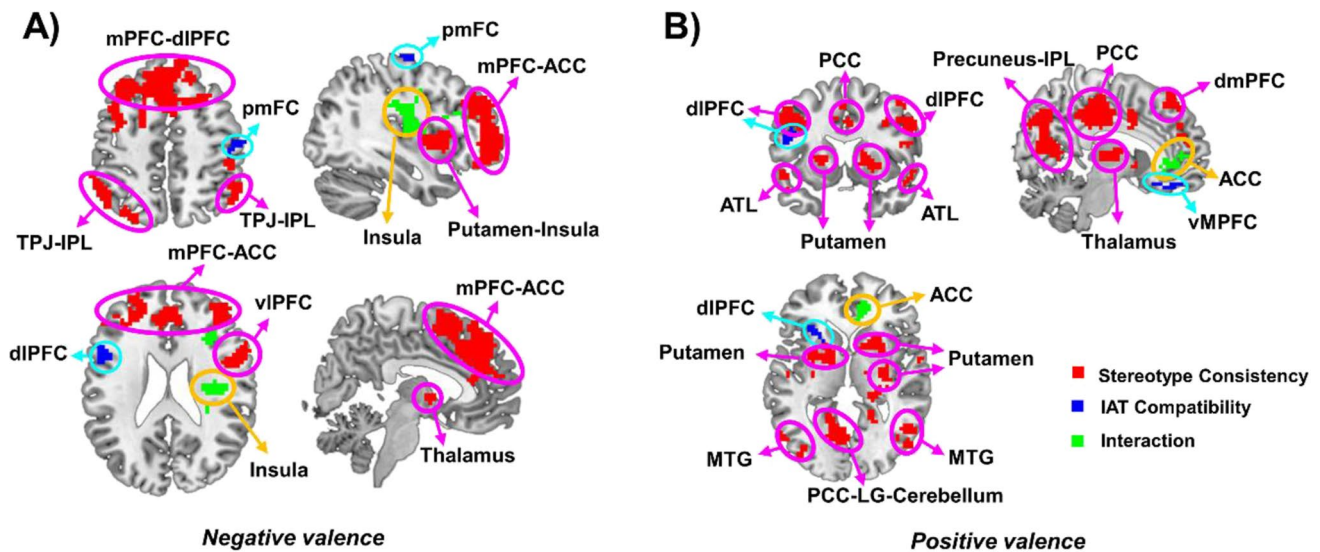 A)
mPFC-dlPFC
pmFC
pmFC
mPFC-ACC
TPJ-IPL
TPJ-IPL
Insula
Putamen-Insula
mPFC-ACC
vlPFC
dlPFC
Insula
mPFC-ACC
Thalamus
Negative valence
B)
PCC
dlPFC
dlPFC
ATL
ATL
Putamen
Precuneus-IPL
PCC
dmPFC
ACC
vMPFC
Thalamus
dlPFC
ACC
Putamen
Putamen
MTG
MTG
PCC-LG-Cerebellum
Stereotype Consistency
IAT Compatibility
Interaction
Positive valence